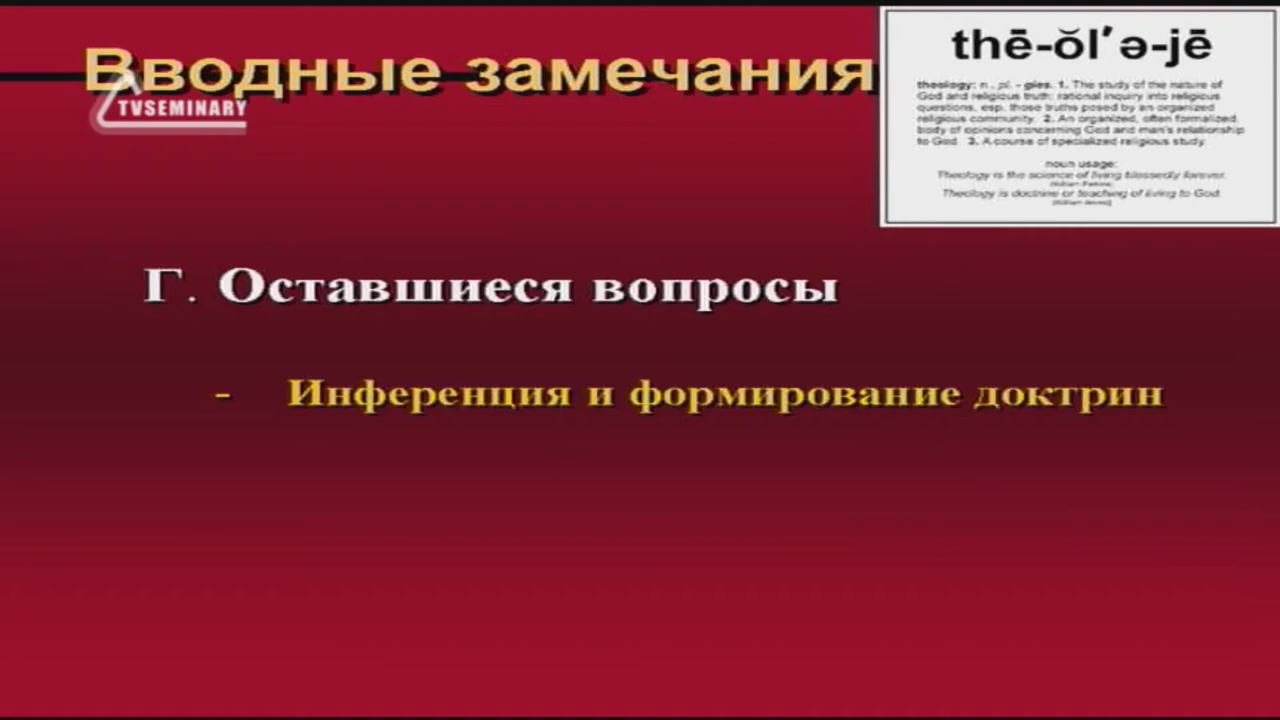 Вводные замечания
TVSEMINARY
thē-ŏl′ə-jē
theology: n., pl. - gies. 1. The study of the nature of
God and religious truth; rational inquiry into religious
questions, esp. those truths posed by an organized
religious community. 2. An organized, often formalized,
body of opinions concerning God and man's relationship
to God. 3. A course of specialized religious study.
noun usage:
Theology is the science of living blessedly forever.
Theology is doctrine or teaching of living to God.
Г. Оставшиеся вопросы
- Инференция и формирование доктрин